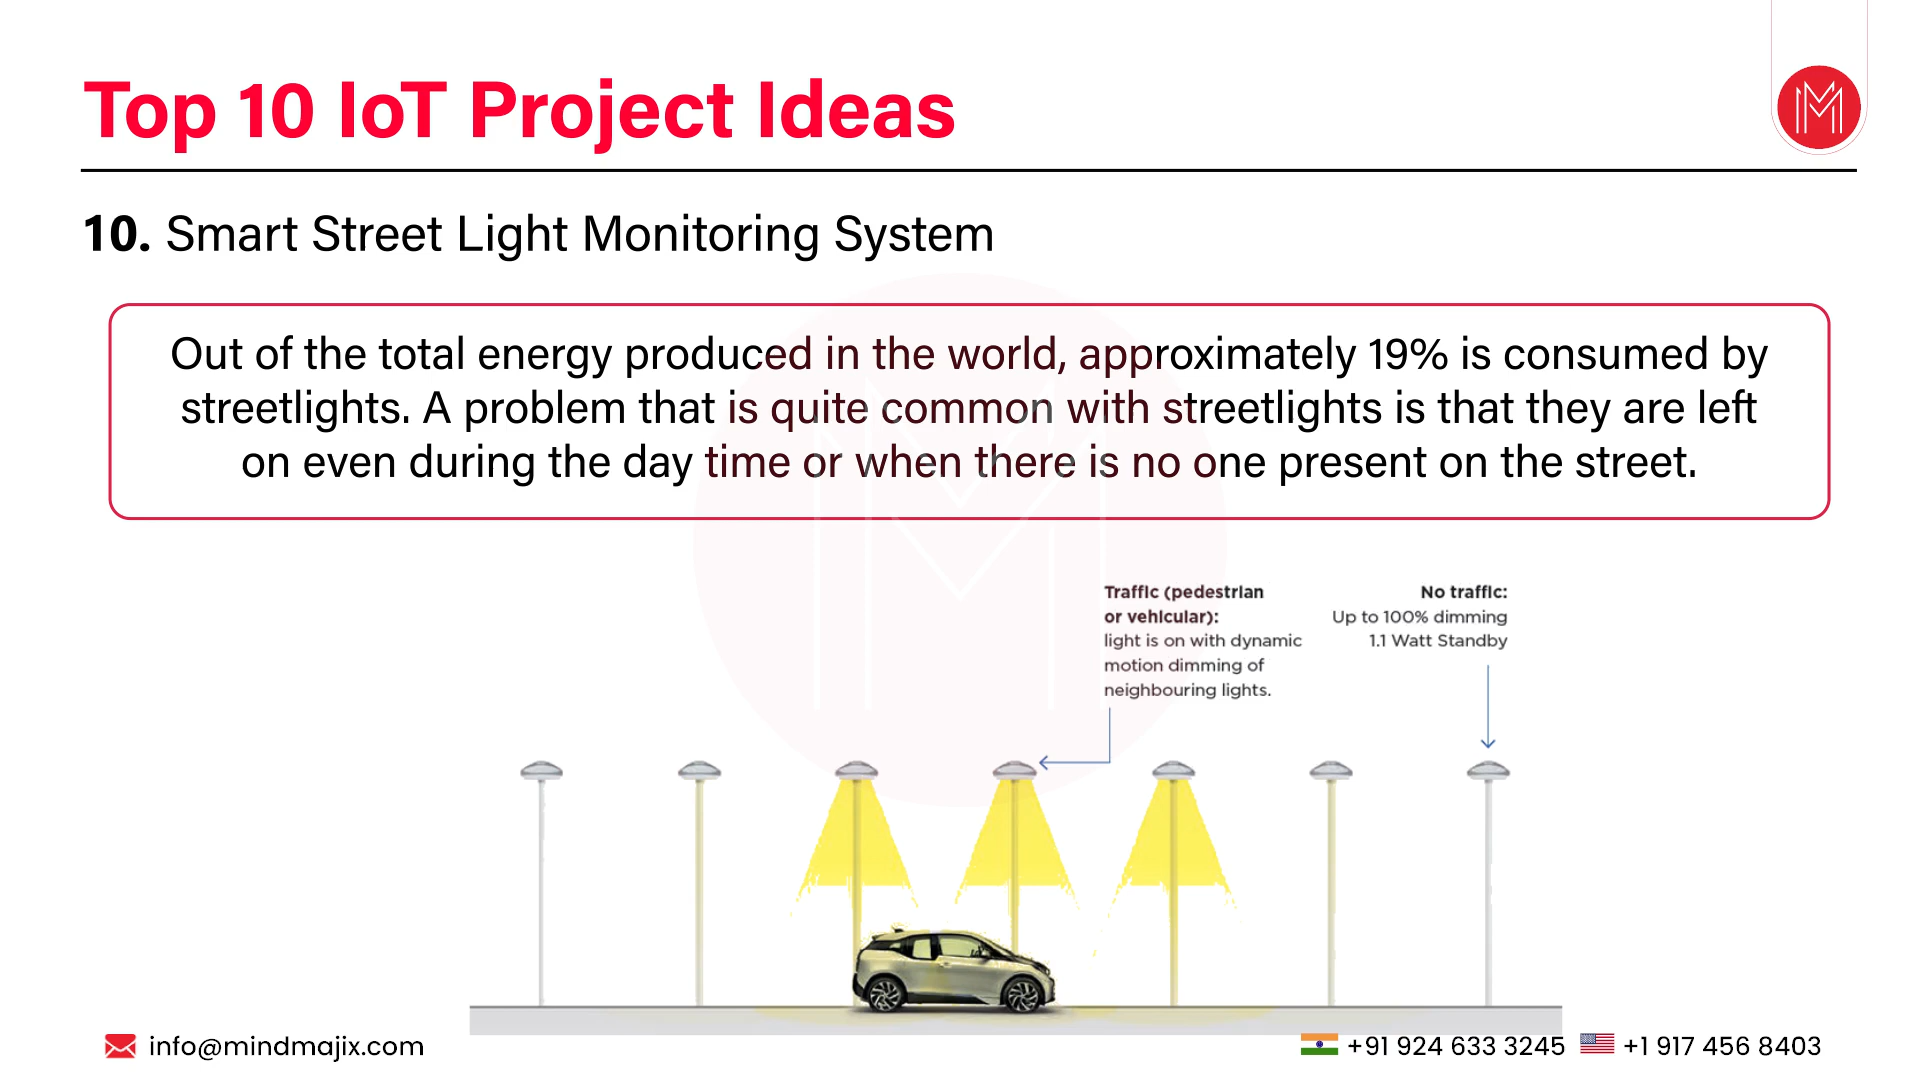 Top 10 IoT Project Ideas
10. Smart Street Light Monitoring System
Out of the total energy produced in the world, approximately 19% is consumed by
streetlights. A problem that is quite common with streetlights is that they are left
on even during the day time or when there is no one present on the street.
Traffic (pedestrian
or vehicular):
light is on with dynamic
motion dimming of
neighbouring lights.
No traffic:
Up to 100% dimming
1.1 Watt Standby
info@mindmajix.com
+91 924 633 3245
+1 917 456 8403